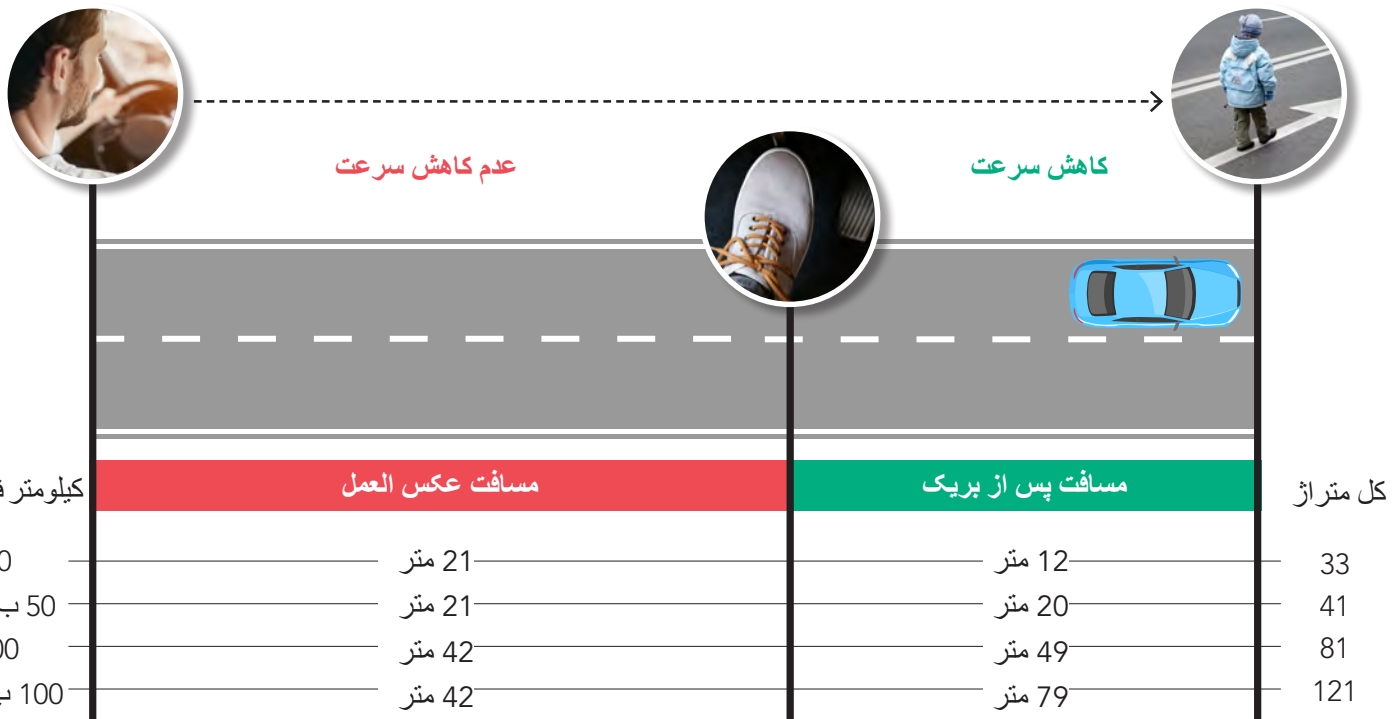 کاهش سرعت عدم کاهش سرعت
کل متراژ مسافت پس از بریک مسافت عکس العمل کیلومتر
33 12 متر 21 متر
41 20 متر 21 متر 50
81 49 متر 42 متر
121 79 متر 42 متر 100